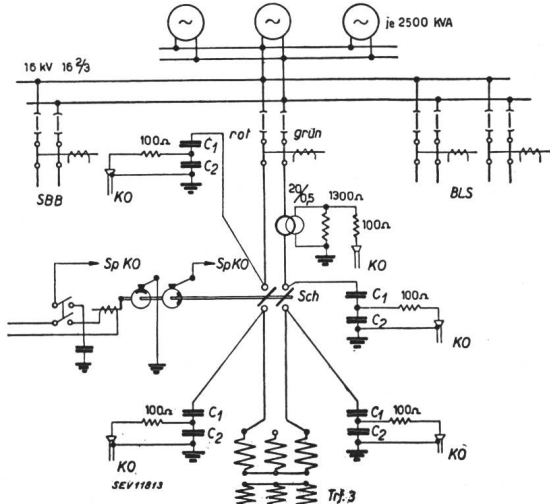 je 2500 KVA
16 kV 16 2/3
rot
grün
100Ω
C1
C2
KO
SBB
BLS
20/0,5
1300Ω
100Ω
KO
Sp KO
Sp KO
Sch
C1
100Ω
C2
KO
100Ω
C1
C2
KO
C1
100Ω
C2
KO
SEV11813
Trf. 3